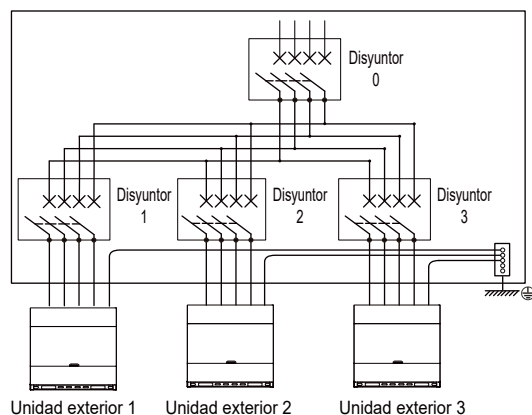 Disyuntor
0
Disyuntor
1
Disyuntor
2
Disyuntor
3
Unidad exterior 1
Unidad exterior 2
Unidad exterior 3